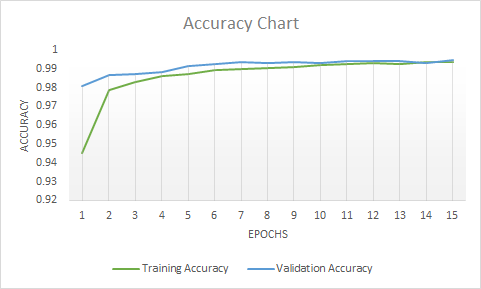 Accuracy Chart
1
0.99
0.98
0.97
0.96
0.95
0.94
0.93
0.92
ACCURACY
1 2 3 4 5 6 7 8 9 10 11 12 13 14 15
EPOCHS
Training Accuracy Validation Accuracy